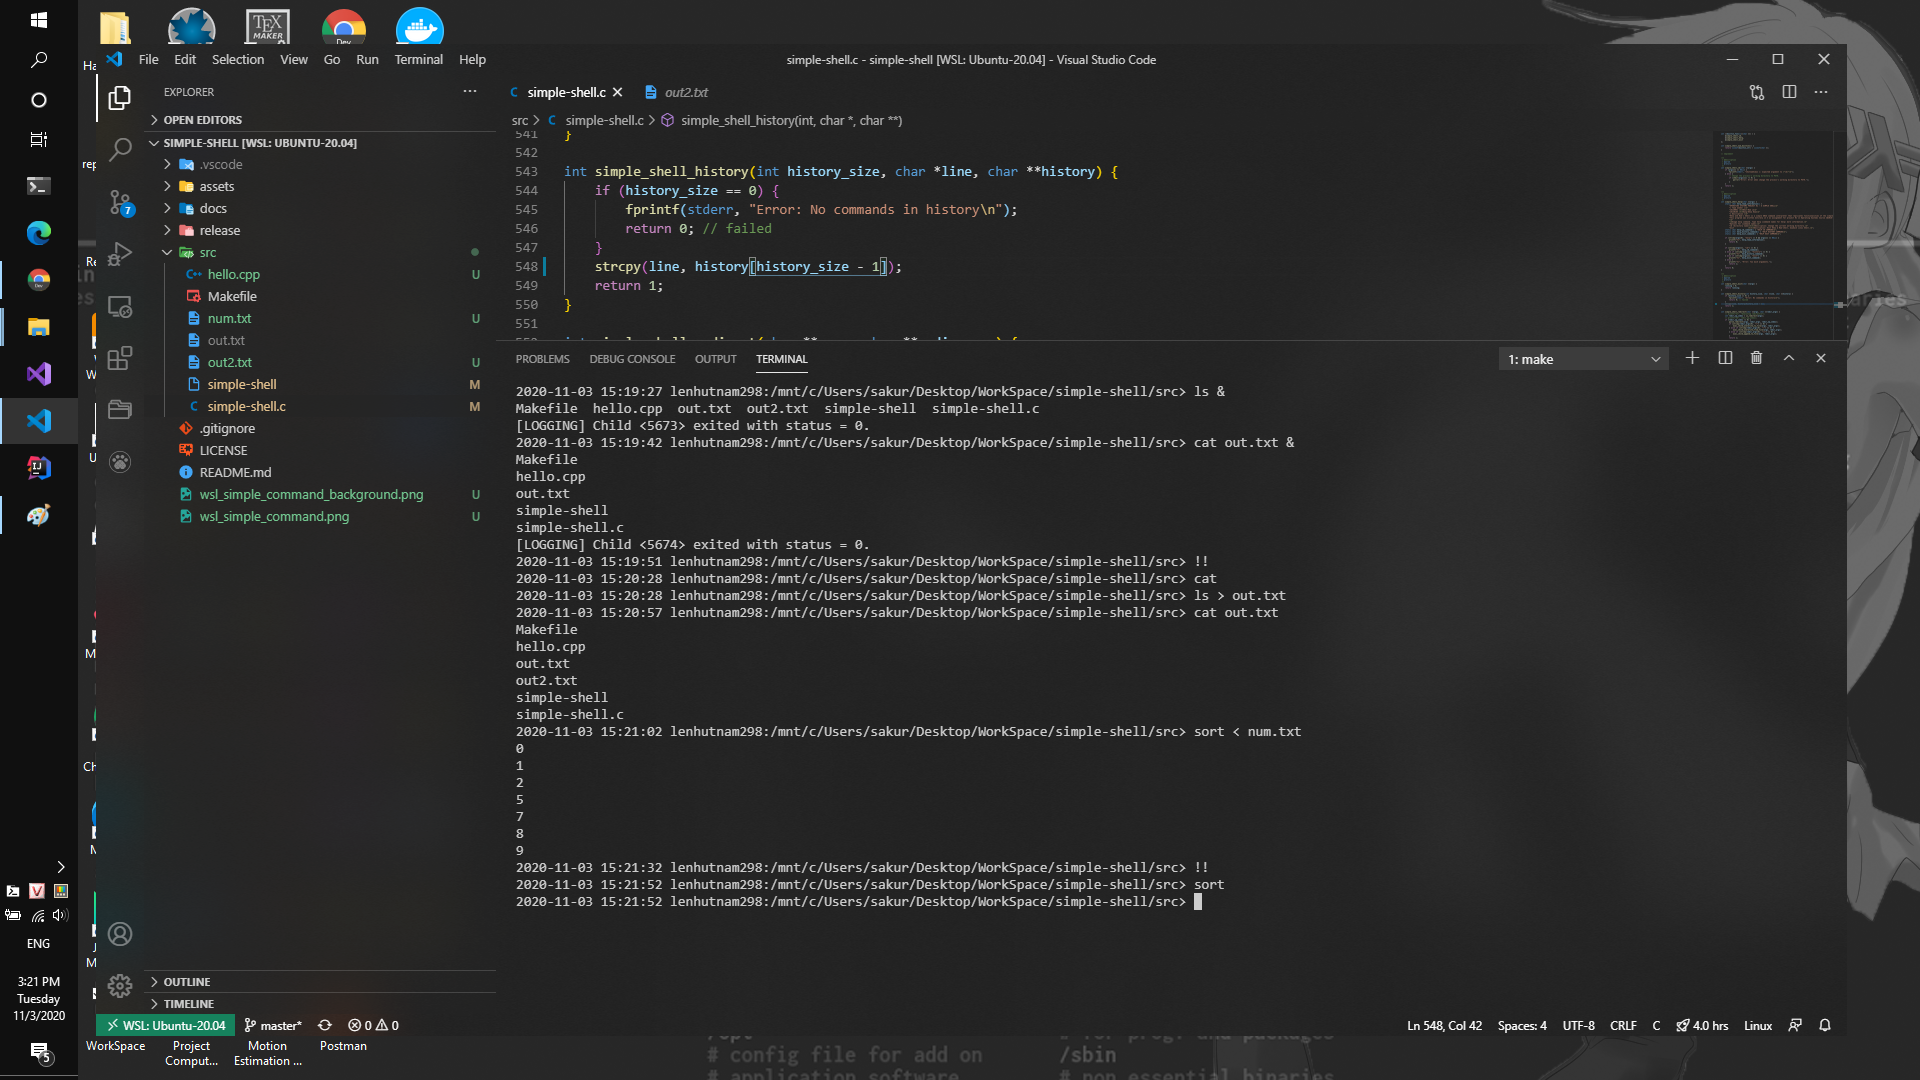 File Edit Selection View Go Run Terminal Help
simple-shell.c - simple-shell [WSL: Ubuntu-20.04] - Visual Studio Code
EXPLORER
OPEN EDITORS
SIMPLE-SHELL [WSL: UBUNTU-20.04]
.vscode
assets
docs
release
src
hello.cpp U
Makefile
num.txt U
out.txt
out2.txt U
simple-shell M
simple-shell.c M
.gitignore
LICENSE
README.md
wsl_simple_command_background.png U
wsl_simple_command.png U
OUTLINE
TIMELINE
simple-shell.c
out2.txt
src > simple-shell.c > simple_shell_history(int, char *, char **)
541 }
542
543 int simple_shell_history(int history_size, char *line, char **history) {
544 if (history_size == 0) {
545 fprintf(stderr, "Error: No commands in history\n");
546 return 0; // failed
547 }
548 strcpy(line, history[history_size - 1]);
549 return 1;
550 }
551
PROBLEMS DEBUG CONSOLE OUTPUT TERMINAL
1: make
2020-11-03 15:19:27 lenhutnam298:/mnt/c/Users/sakur/Desktop/WorkSpace/simple-shell/src> ls &
Makefile hello.cpp out.txt out2.txt simple-shell simple-shell.c
[LOGGING] Child <5673> exited with status = 0.
2020-11-03 15:19:42 lenhutnam298:/mnt/c/Users/sakur/Desktop/WorkSpace/simple-shell/src> cat out.txt &
Makefile
hello.cpp
out.txt
simple-shell
simple-shell.c
[LOGGING] Child <5674> exited with status = 0.
2020-11-03 15:19:51 lenhutnam298:/mnt/c/Users/sakur/Desktop/WorkSpace/simple-shell/src> !!
2020-11-03 15:20:28 lenhutnam298:/mnt/c/Users/sakur/Desktop/WorkSpace/simple-shell/src> cat
2020-11-03 15:20:28 lenhutnam298:/mnt/c/Users/sakur/Desktop/WorkSpace/simple-shell/src> ls > out.txt
2020-11-03 15:20:57 lenhutnam298:/mnt/c/Users/sakur/Desktop/WorkSpace/simple-shell/src> cat out.txt
Makefile
hello.cpp
out.txt
out2.txt
simple-shell
simple-shell.c
2020-11-03 15:21:02 lenhutnam298:/mnt/c/Users/sakur/Desktop/WorkSpace/simple-shell/src> sort < num.txt
0
1
2
5
7
8
9
2020-11-03 15:21:32 lenhutnam298:/mnt/c/Users/sakur/Desktop/WorkSpace/simple-shell/src> !!
2020-11-03 15:21:52 lenhutnam298:/mnt/c/Users/sakur/Desktop/WorkSpace/simple-shell/src> sort
2020-11-03 15:21:52 lenhutnam298:/mnt/c/Users/sakur/Desktop/WorkSpace/simple-shell/src>
WSL: Ubuntu-20.04 master* 0 0
Ln 548, Col 42 Spaces: 4 UTF-8 CRLF C 4.0 hrs Linux
TEX MAKER
Dev
7
ENG
3:21 PM
Tuesday
11/3/2020
5
WorkSpace
Project Comput...
Motion Estimation ...
Postman
# config file for add on
/sbin